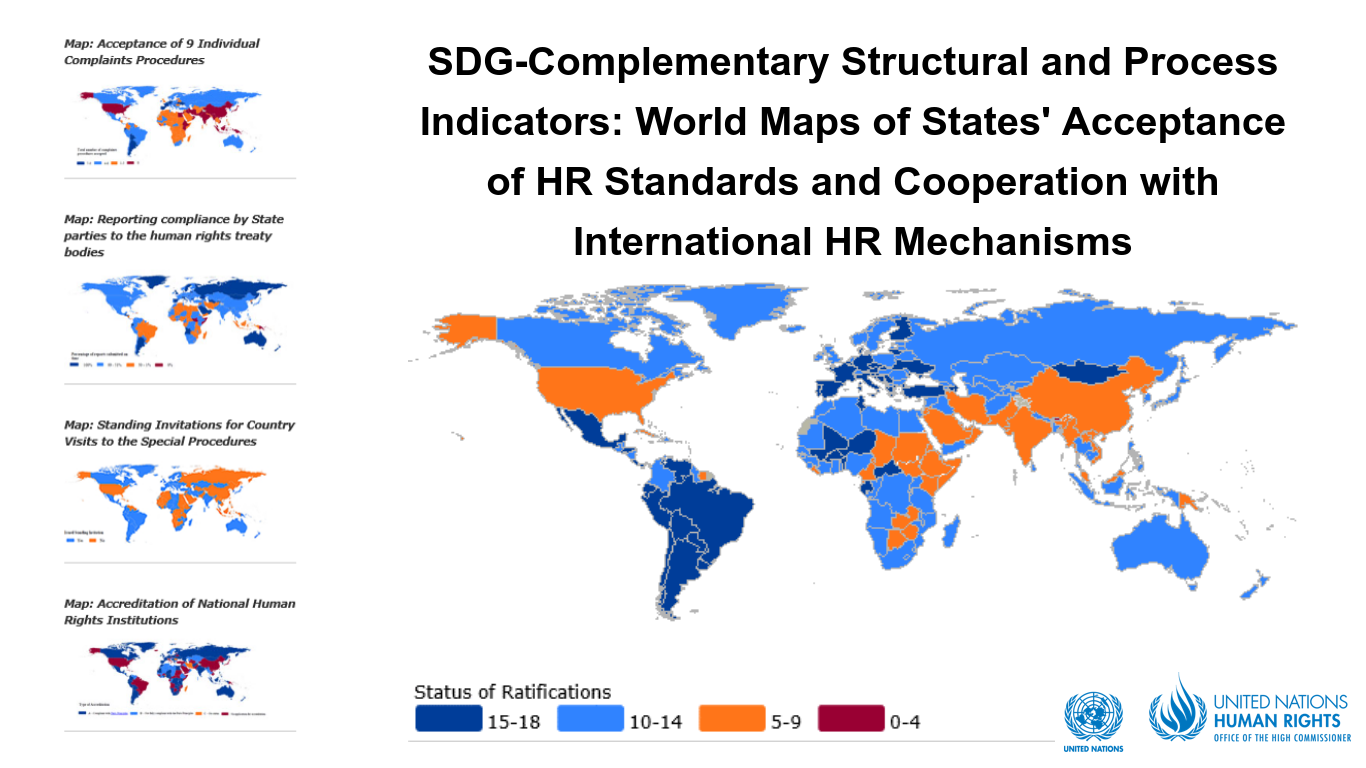 Map: Acceptance of 9 Individual
Complaints Procedures
Map: Reporting compliance by State
parties to the human rights treaty
bodies
Map: Standing Invitations for Country
Visits to the Special Procedures
Map: Accreditation of National Human
Rights Institutions
SDG-Complementary Structural and Process
Indicators: World Maps of States' Acceptance
of HR Standards and Cooperation with
International HR Mechanisms
Status of Ratifications
15-18
10-14
5-9
0-4
UNITED NATIONS
UNITED NATIONS
HUMAN RIGHTS
OFFICE OF THE HIGH COMMISSIONER